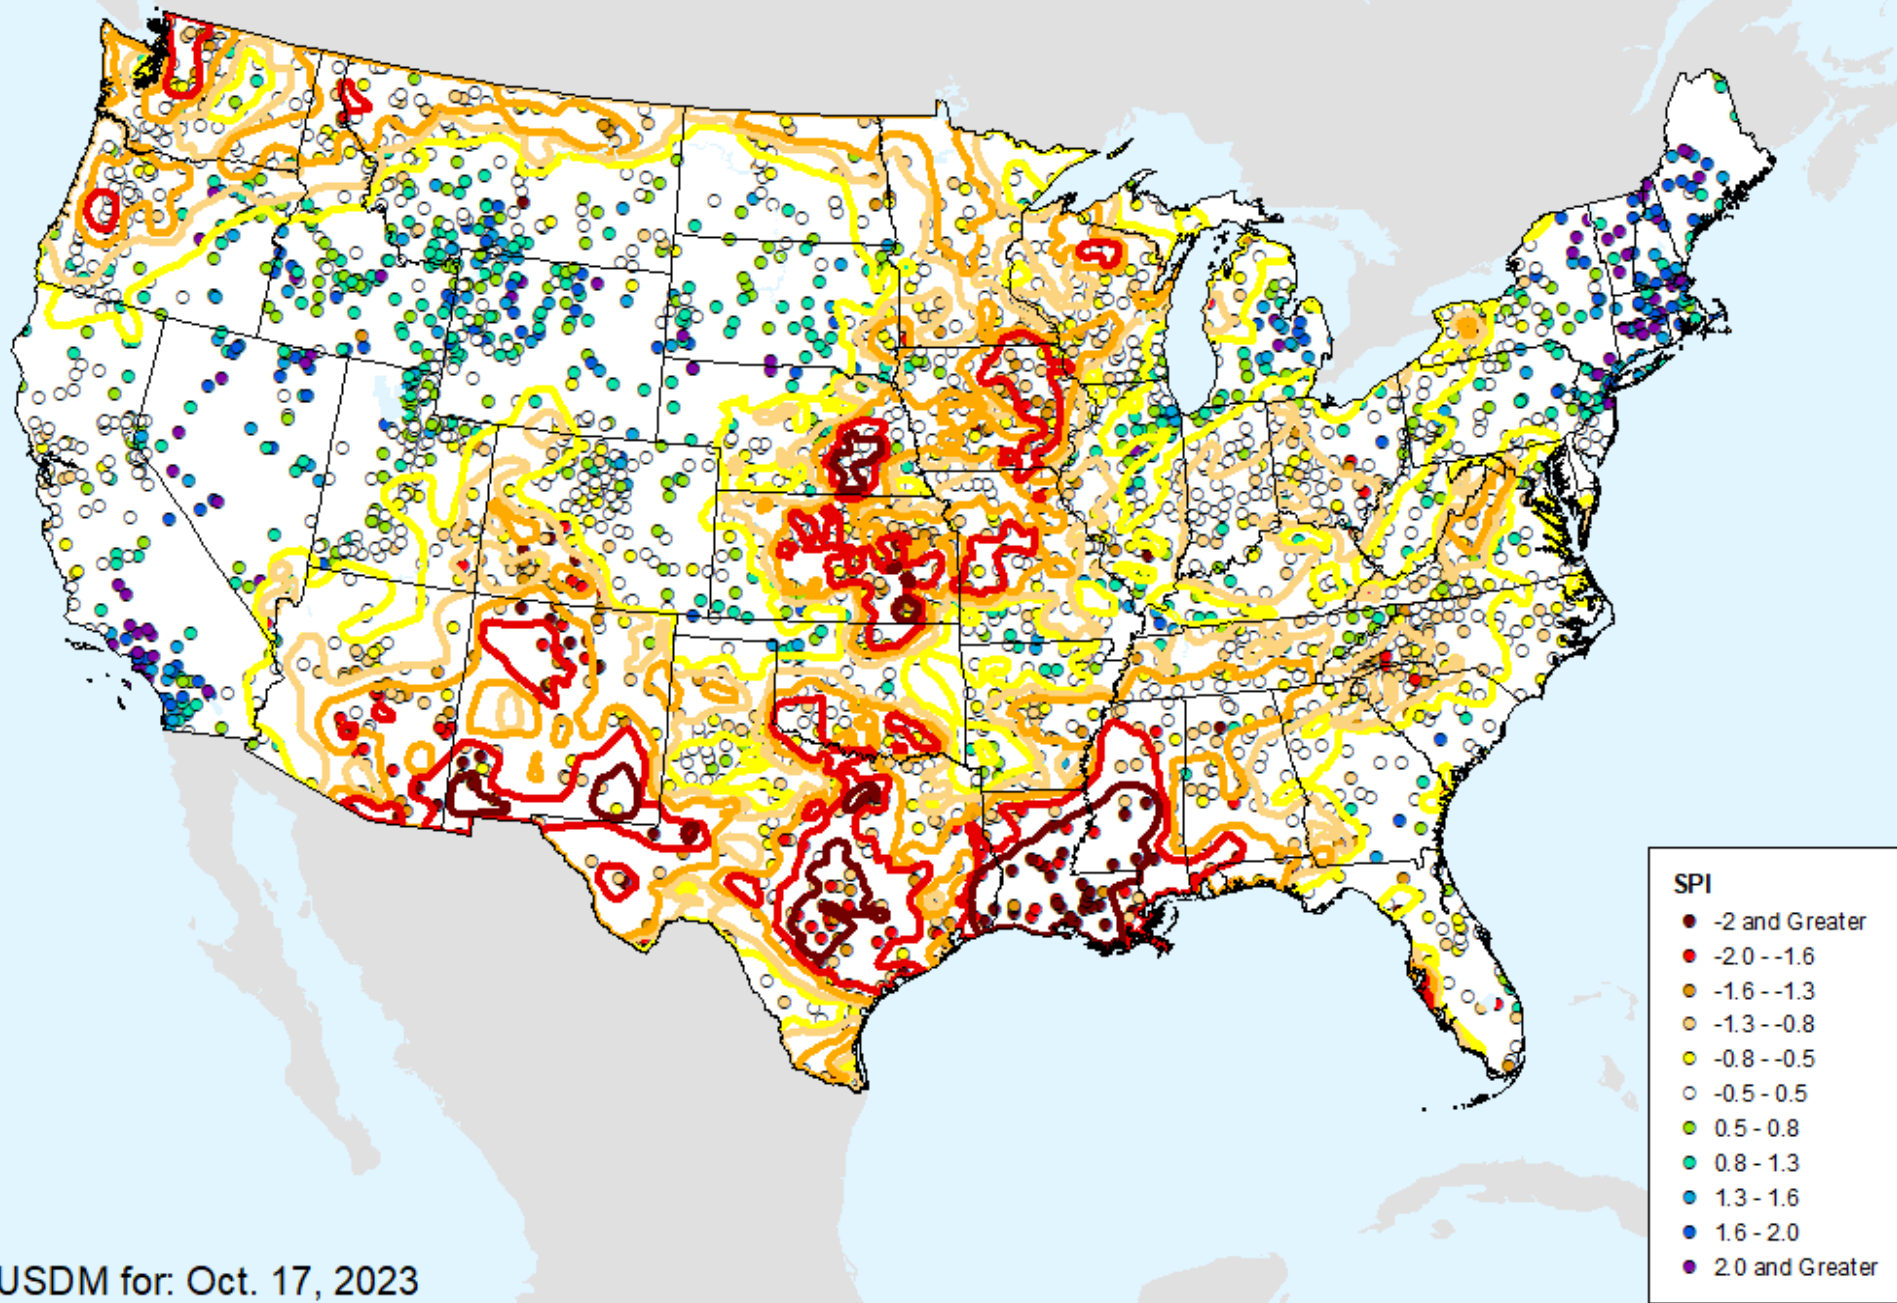 SPI
-2 and Greater
-2.0 - -1.6
-1.6 - -1.3
-1.3 - -0.8
-0.8 - -0.5
-0.5 - 0.5
0.5 - 0.8
0.8 - 1.3
1.3 - 1.6
1.6 - 2.0
2.0 and Greater
USDM for: Oct. 17, 2023